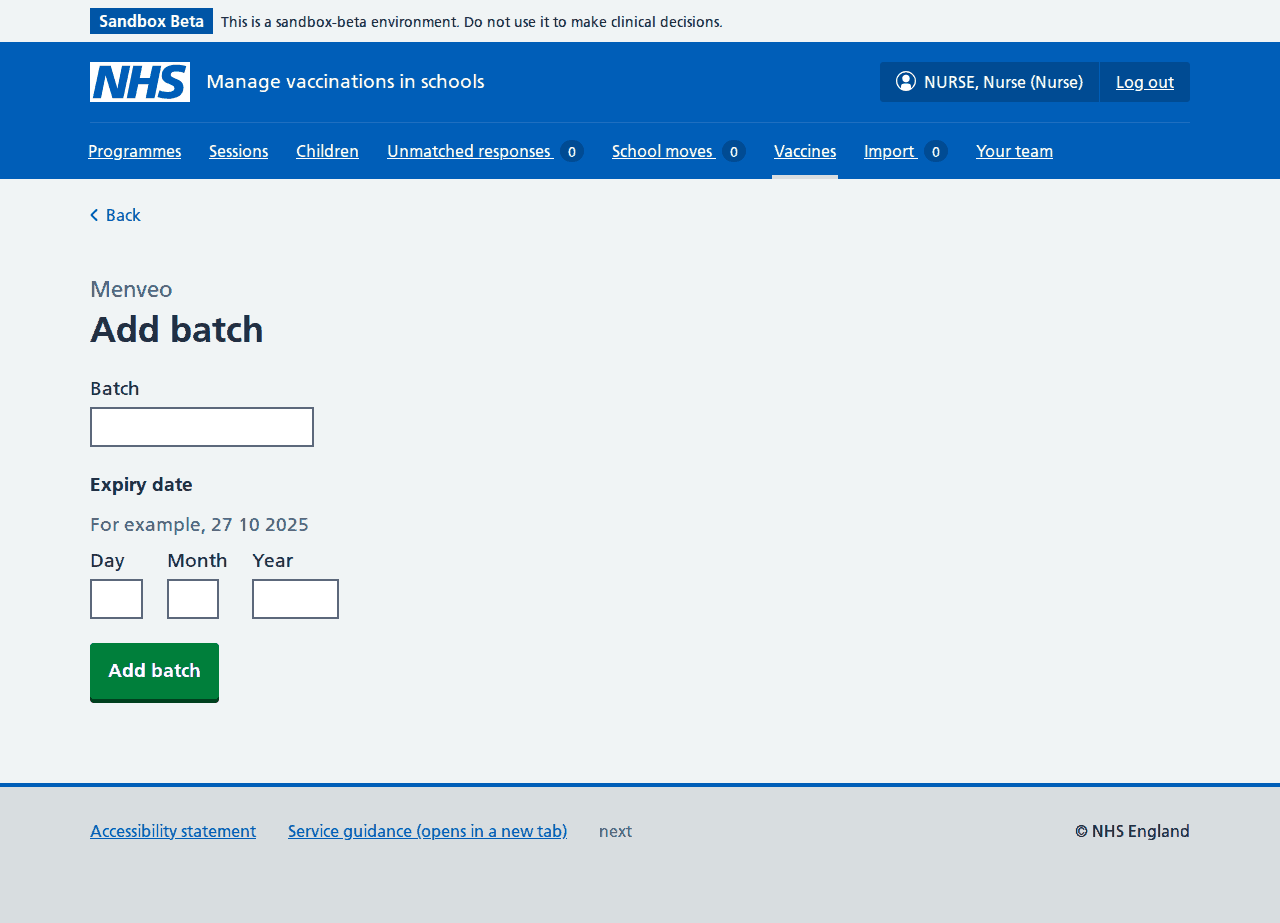 Sandbox Beta This is a sandbox-beta environment. Do not use it to make clinical decisions.
NHS Manage vaccinations in schools NURSE, Nurse (Nurse) Log out
Programmes Sessions Children Unmatched responses 0 School moves 0 Vaccines Import 0 Your team
Back
Menveo
Add batch
Batch
Expiry date
For example, 27 10 2025
Day Month Year
Add batch
Accessibility statement Service guidance (opens in a new tab) next © NHS England